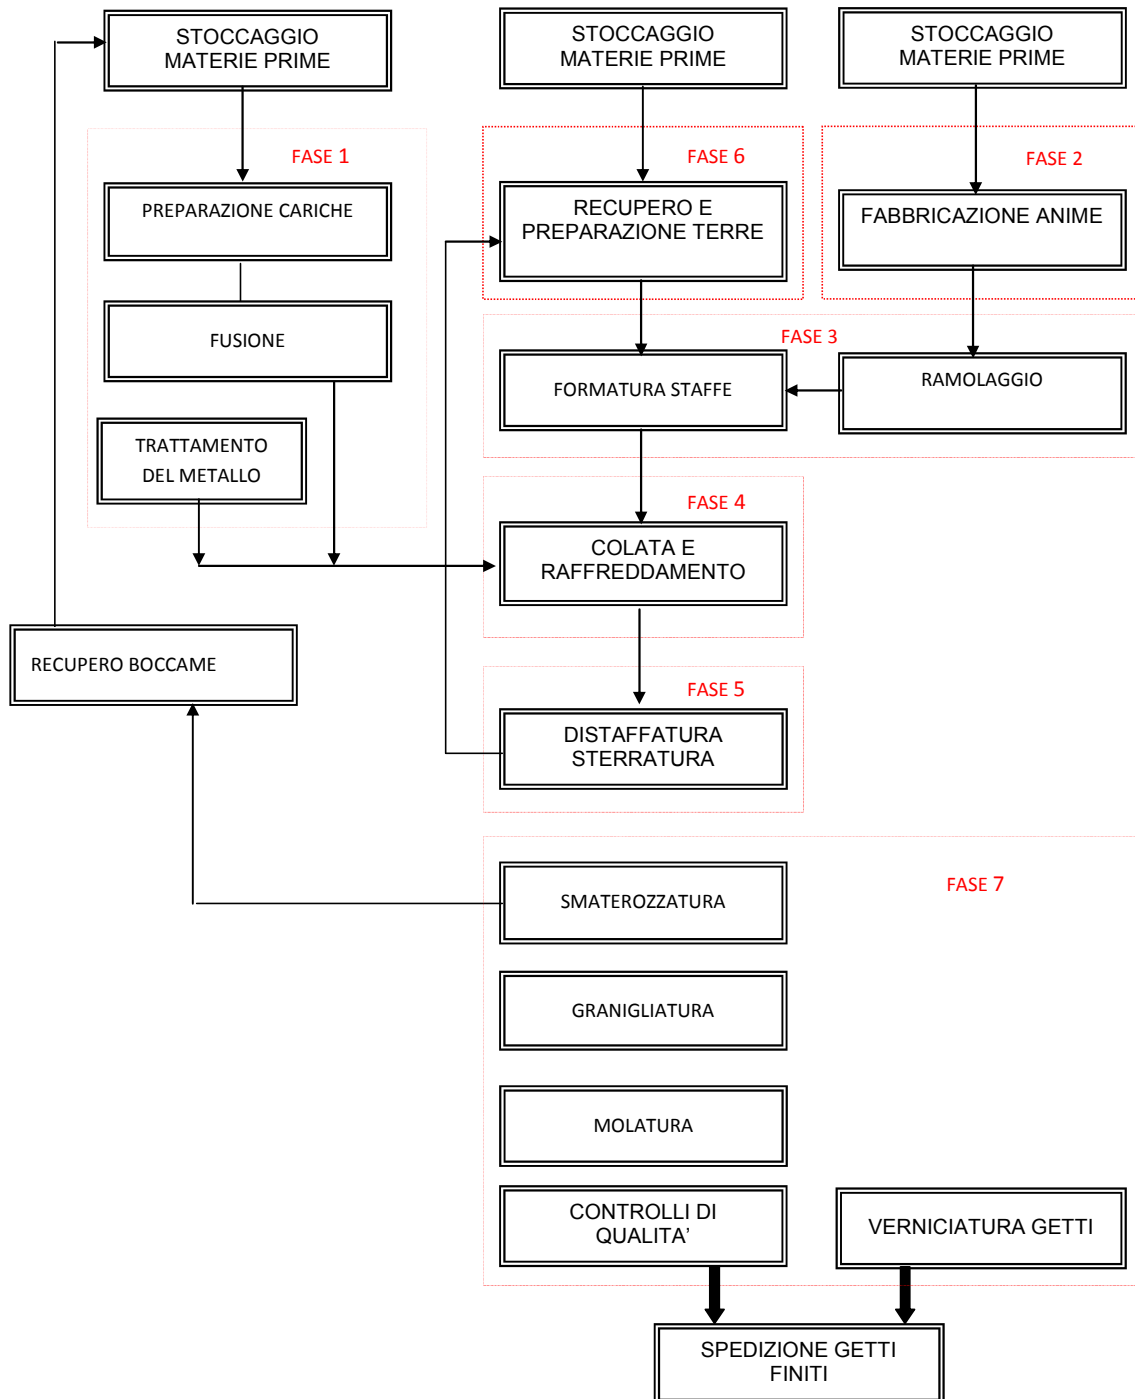 STOCCAGGIO
MATERIE PRIME
STOCCAGGIO
MATERIE PRIME
STOCCAGGIO
MATERIE PRIME
FASE 1
FASE 6
FASE 2
PREPARAZIONE CARICHE
RECUPERO E
PREPARAZIONE TERRE
FABBRICAZIONE ANIME
FUSIONE
FASE 3
FORMATURA STAFFE
RAMOLAGGIO
TRATTAMENTO
DEL METALLO
FASE 4
COLATA E
RAFFREDDAMENTO
RECUPERO BOCCAME
FASE 5
DISTAFFATURA
STERRATURA
FASE 7
SMATEROZZATURA
GRANIGLIATURA
MOLATURA
CONTROLLI DI
QUALITA’
VERNICIATURA GETTI
SPEDIZIONE GETTI
FINITI